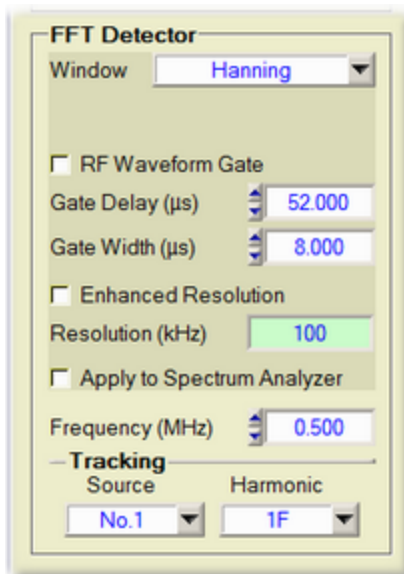 FFT Detector
Window Hanning
RF Waveform Gate
Gate Delay (µs) 52.000
Gate Width (µs) 8.000
Enhanced Resolution
Resolution (kHz) 100
Apply to Spectrum Analyzer
Frequency (MHz) 0.500
Tracking
Source Harmonic
No.1 1F